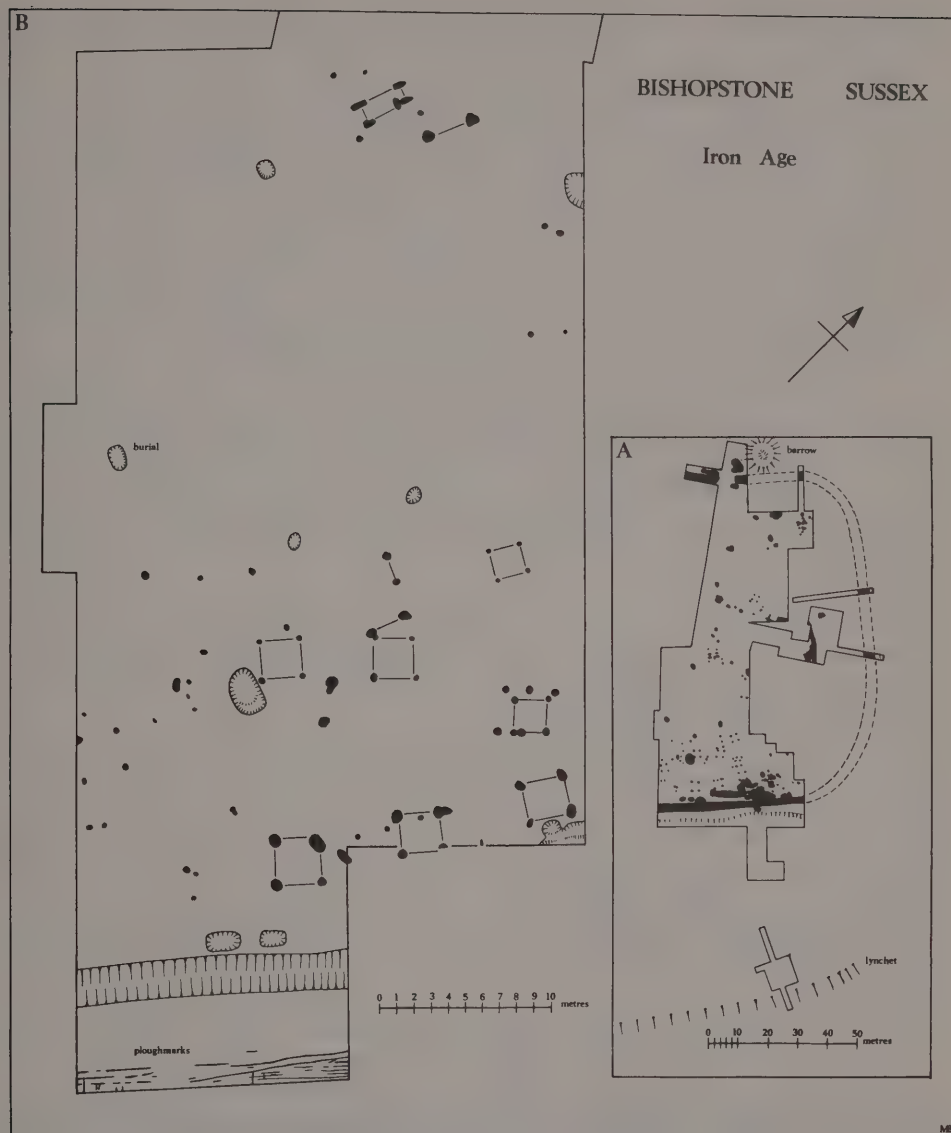 B
BISHOPSTONE SUSSEX
Iron Age
burial
A
barrow
lynchet
0 10 20 30 40 50
metres
0 1 2 3 4 5 6 7 8 9 10
metres
ploughmarks